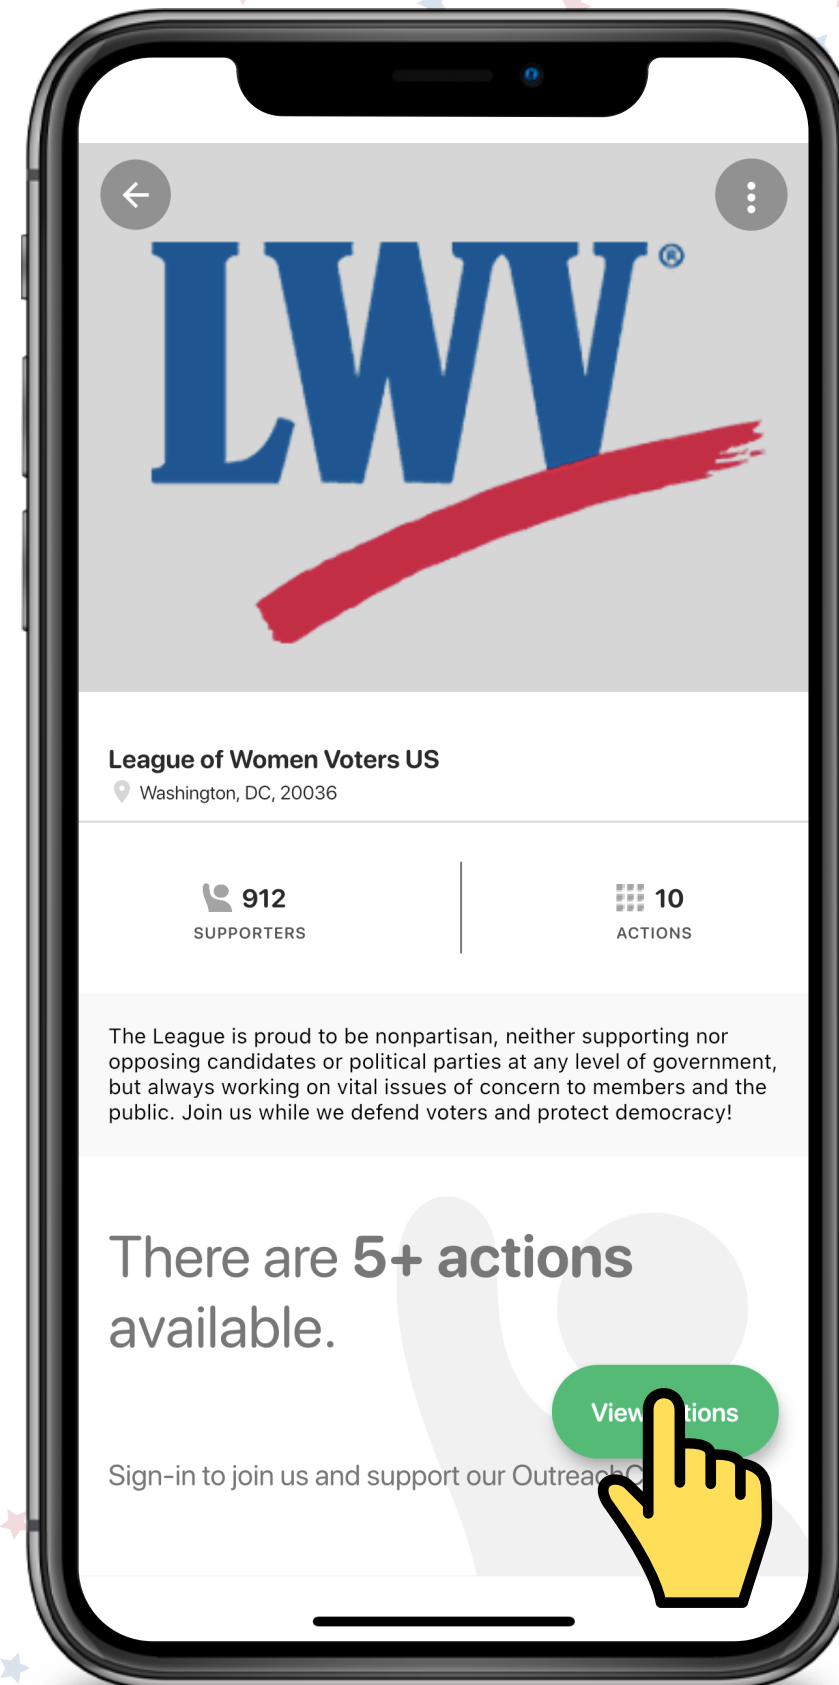 LWV®
League of Women Voters US
Washington, DC, 20036
912
SUPPORTERS
10
ACTIONS
The League is proud to be nonpartisan, neither supporting nor
opposing candidates or political parties at any level of government,
but always working on vital issues of concern to members and the
public. Join us while we defend voters and protect democracy!
There are 5+ actions
available.
View
Sign-in to join us and support our